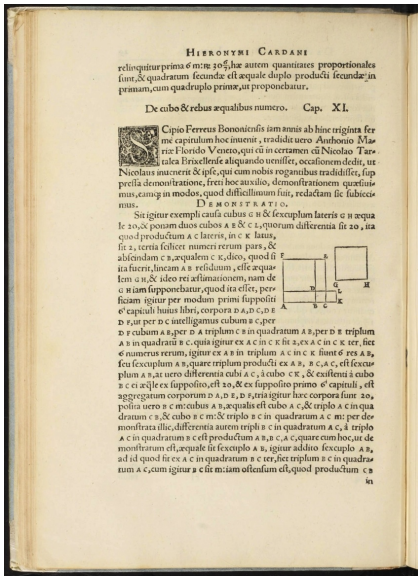 HIERONYMI CARDANI
relinquitur prima 6 m: ℞ 30⅗, hæ autem quantitates proportionales
sunt, & quadratum secundæ est æquale duplo producti secundæ in
primam, cum quadruplo primæ, ut proponebatur.
De cubo & rebus æqualibus numero. Cap. XI.
SCipio Ferreus Bononiensis iam annis ab hinc triginta fer
mè capitulum hoc inuenit, tradidit uero Anthonio Ma-
riæ Florido Veneto, qui cū in certamen cū Nicolao Tar-
talea Brixellense aliquando uenisset, occasionem dedit, ut
Nicolaus inuenerit & ipse, qui cum nobis rogantibus tradidisset, sup
pressa demonstratione, freti hoc auxilio, demonstrationem quæsiui-
mus, eamq̃ in modos, quod difficillimum fuit, redactam sic subieci-
mus.
DEMONSTRATIO.
Sit igitur exempli causa cubus G H & sexcuplum lateris G H æqua
le 20, & ponam duos cubos A E & C L, quorum differentia sit 20, ita
quod productum A C lateris, in C K latus,
sit 2, tertia scilicet numeri rerum pars, &
abscindam C B, æqualem C K, dico, quod si
ita fuerit, lineam A B residuum, esse æqua-
lem G H, & ideo rei æstimationem, nam de
G H iam supponebatur, quod ita esset, per-
ficiam igitur per modum primi suppositi
6ⁱ capituli huius libri, corpora D A, D C, D E
D F, ut per D C intelligamus cubum B C, per
D F cubum A B, per D A triplum C B in quadratum A B, per D E triplum
A B in quadratū B C. quia igitur ex A C in C K fit 2, ex A C in C K ter, fiet
6 numerus rerum, igitur ex A B in triplum A C in C K fiunt 6 res A B,
seu sexcuplum A B, quare triplum producti ex A B, B C, A C, est sexcu-
plum A B, at uero differentia cubi A C, à cubo C K, & existenti à cubo
B C ei æq̃le ex supposito, est 20, & ex supposito primo 6ⁱ capituli, est
aggregatum corporum D A, D E, D F, tria igitur hæc corpora sunt 20,
posita uero B C m: cubus A B, æqualis est cubo A C, & triplo A C in qua
dratum C B, & cubo B C m: & triplo B C in quadratum A C m: per de-
monstrata illic, differentia autem tripli B C in quadratum A C, à triplo
A C in quadratum B C est productum A B, B C, A C, quare cum hoc, ut de
monstratum est, æquale sit sexcuplo A B, igitur addito sexcuplo A B,
ad id quod fit ex A C in quadratum B C ter, fiet triplum B C in quadra-
tum A C, cum igitur B C sit m: iam ostensum est, quod productum C B
in
F
E
D
L
K
A
B
C
G
H